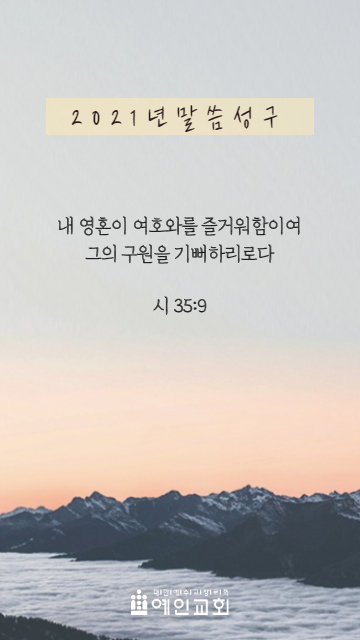 2021년말씀성구
내 영혼이 여호와를 즐거워함이여
그의 구원을 기뻐하리로다
시 35:9
예인교회